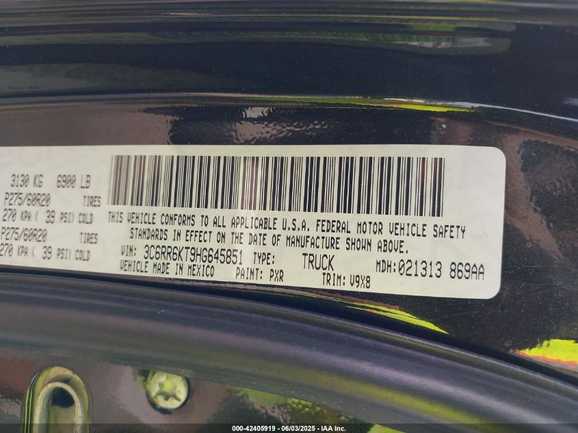 3130 KG 6900 LB
P275/60R20 TIRES
270 KPA ( 39 PSI) COLD
P275/60R20 TIRES
270 KPA ( 39 PSI) COLD
THIS VEHICLE CONFORMS TO ALL APPLICABLE U.S.A. FEDERAL MOTOR VEHICLE SAFETY
STANDARDS IN EFFECT ON THE DATE OF MANUFACTURE SHOWN ABOVE.
VIN: 3C6RR6KT9HG645851 TYPE: TRUCK MDH:021313 869AA
VEHICLE MADE IN MEXICO PAINT: PXR TRIM: V9X8
000-42405919 - 06/03/2025 - IAA Inc.